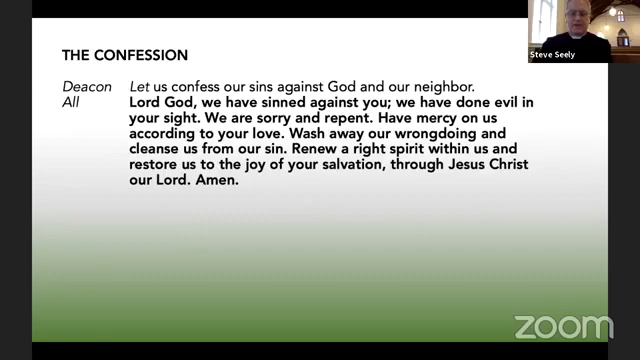 Steve Seely
THE CONFESSION
Deacon Let us confess our sins against God and our neighbor.
All Lord God, we have sinned against you; we have done evil in
your sight. We are sorry and repent. Have mercy on us
according to your love. Wash away our wrongdoing and
cleanse us from our sin. Renew a right spirit within us and
restore us to the joy of your salvation, through Jesus Christ
our Lord. Amen.
zoom